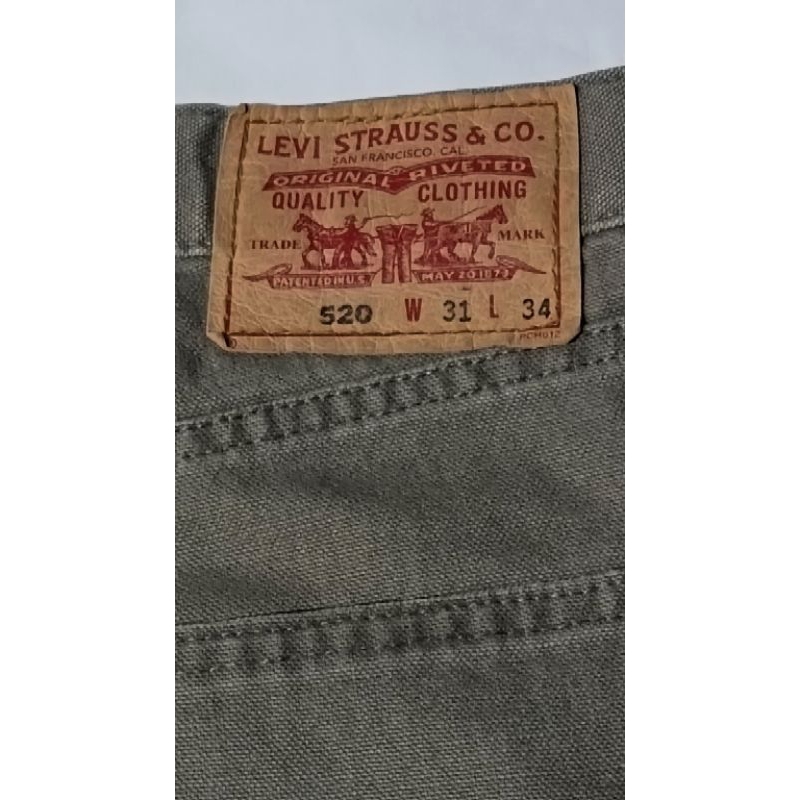 LEVI STRAUSS & CO.
SAN FRANCISCO, CAL.
ORIGINAL RIVETED
QUALITY CLOTHING
TRADE MARK
PATENTED IN U.S. MAY 20 1873
520 W 31 L 34